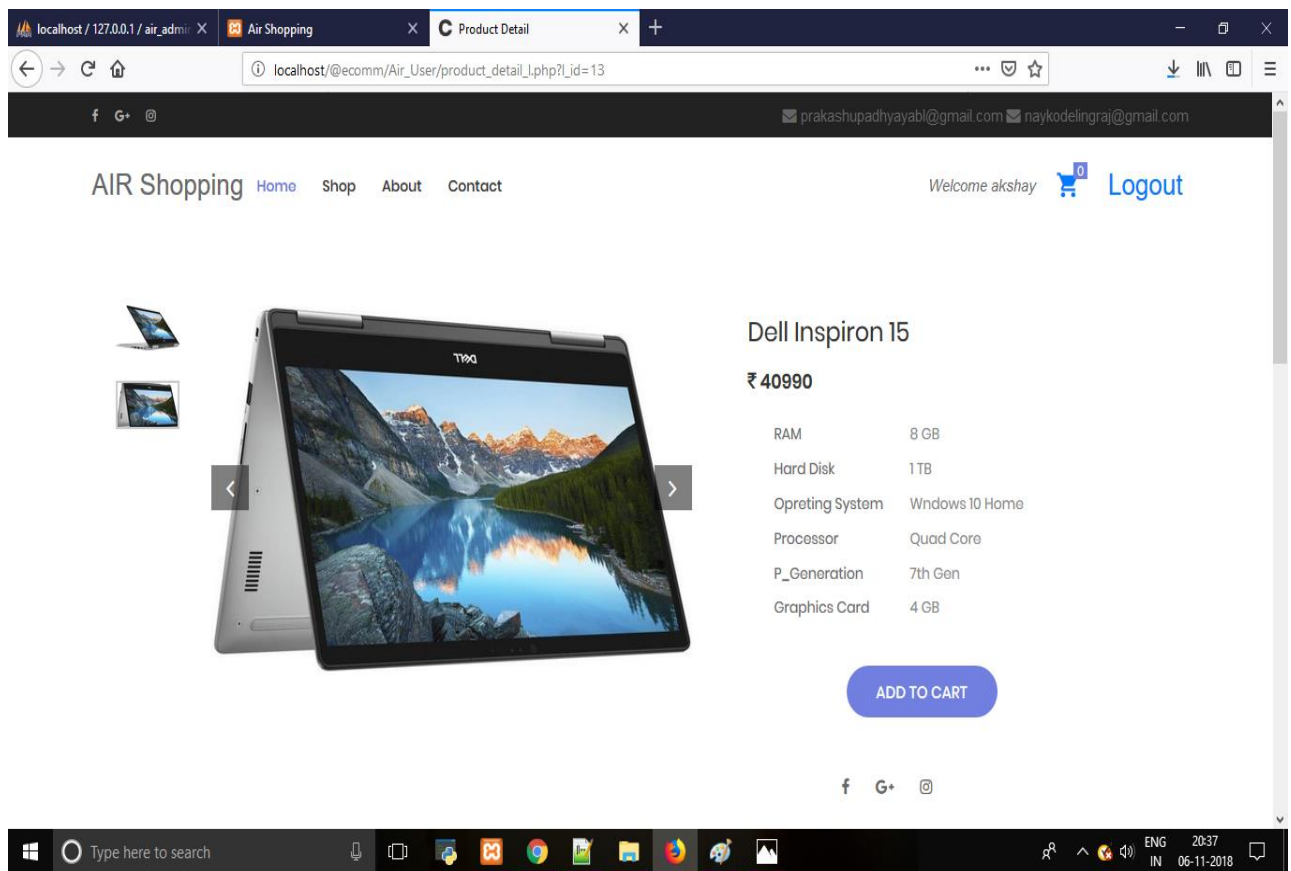 localhost / 127.0.0.1 / air_admin
Air Shopping
Product Detail
localhost/@ecomm/Air_User/product_detail_l.php?l_id=13
prakashupadhyayabl@gmail.com naykodelingraj@gmail.com
AIR Shopping Home Shop About Contact Welcome akshay 0 Logout
DELL
Dell Inspiron 15
₹ 40990
RAM 8 GB
Hard Disk 1 TB
Opreting System Wndows 10 Home
Processor Quad Core
P_Generation 7th Gen
Graphics Card 4 GB
ADD TO CART
Type here to search
ENG 20:37
IN 06-11-2018